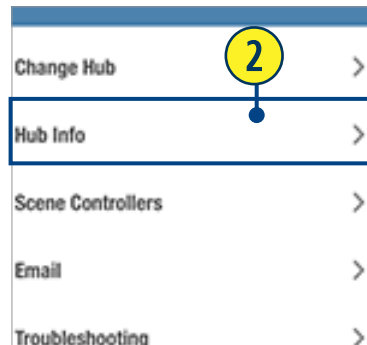 Change Hub
2
Hub Info
Scene Controllers
Email
Troubleshooting